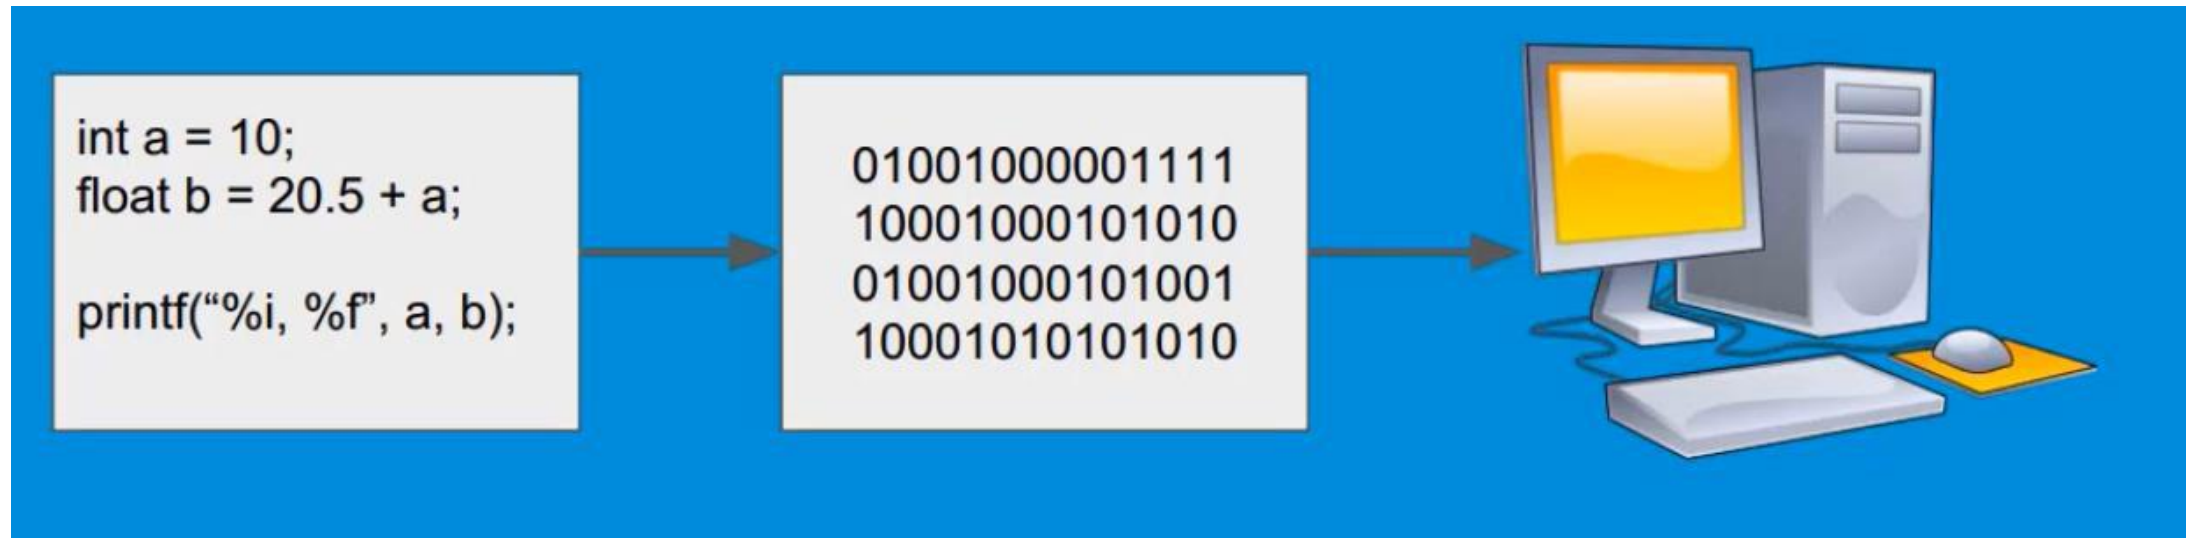 int a = 10;
float b = 20.5 + a;
printf(“%i, %f”, a, b);
01001000001111
10001000101010
01001000101001
10001010101010